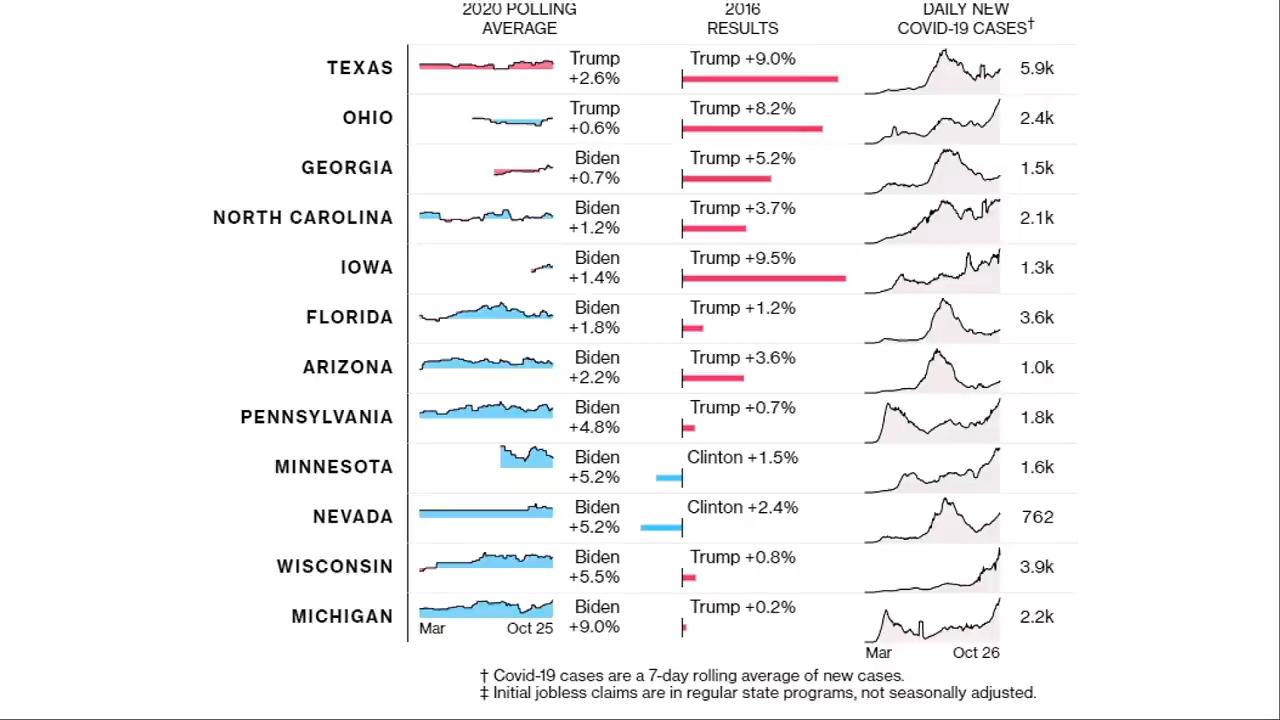 2020 POLLING AVERAGE
2016 RESULTS
DAILY NEW COVID-19 CASES†
TEXAS Trump +2.6% Trump +9.0% 5.9k
OHIO Trump +0.6% Trump +8.2% 2.4k
GEORGIA Biden +0.7% Trump +5.2% 1.5k
NORTH CAROLINA Biden +1.2% Trump +3.7% 2.1k
IOWA Biden +1.4% Trump +9.5% 1.3k
FLORIDA Biden +1.8% Trump +1.2% 3.6k
ARIZONA Biden +2.2% Trump +3.6% 1.0k
PENNSYLVANIA Biden +4.8% Trump +0.7% 1.8k
MINNESOTA Biden +5.2% Clinton +1.5% 1.6k
NEVADA Biden +5.2% Clinton +2.4% 762
WISCONSIN Biden +5.5% Trump +0.8% 3.9k
MICHIGAN Biden +9.0% Trump +0.2% 2.2k
Mar Oct 25 Mar Oct 26
† Covid-19 cases are a 7-day rolling average of new cases.
‡ Initial jobless claims are in regular state programs, not seasonally adjusted.